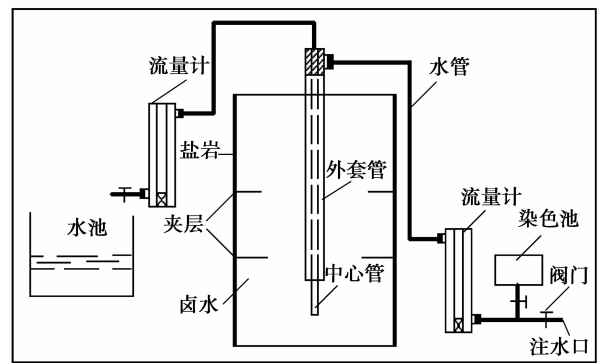 流量计
水管
盐岩
外套管
流量计
染色池
水池
夹层
阀门
中心管
卤水
注水口